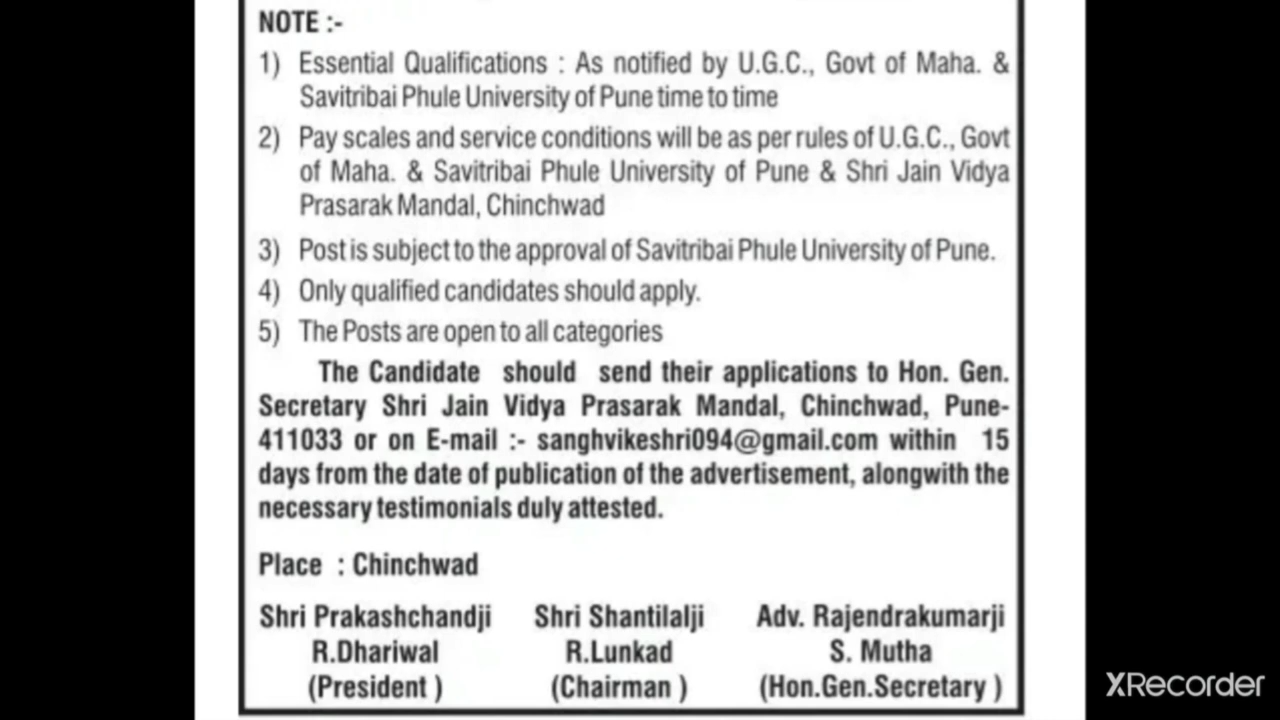 NOTE :-
1) Essential Qualifications : As notified by U.G.C., Govt of Maha. &
Savitribai Phule University of Pune time to time
2) Pay scales and service conditions will be as per rules of U.G.C., Govt
of Maha. & Savitribai Phule University of Pune & Shri Jain Vidya
Prasarak Mandal, Chinchwad
3) Post is subject to the approval of Savitribai Phule University of Pune.
4) Only qualified candidates should apply.
5) The Posts are open to all categories
The Candidate should send their applications to Hon. Gen.
Secretary Shri Jain Vidya Prasarak Mandal, Chinchwad, Pune-
411033 or on E-mail :- sanghvikeshri094@gmail.com within 15
days from the date of publication of the advertisement, alongwith the
necessary testimonials duly attested.
Place : Chinchwad
Shri Prakashchandji Shri Shantilalji Adv. Rajendrakumarji
R.Dhariwal R.Lunkad S. Mutha
(President ) (Chairman ) (Hon.Gen.Secretary )
XRecorder